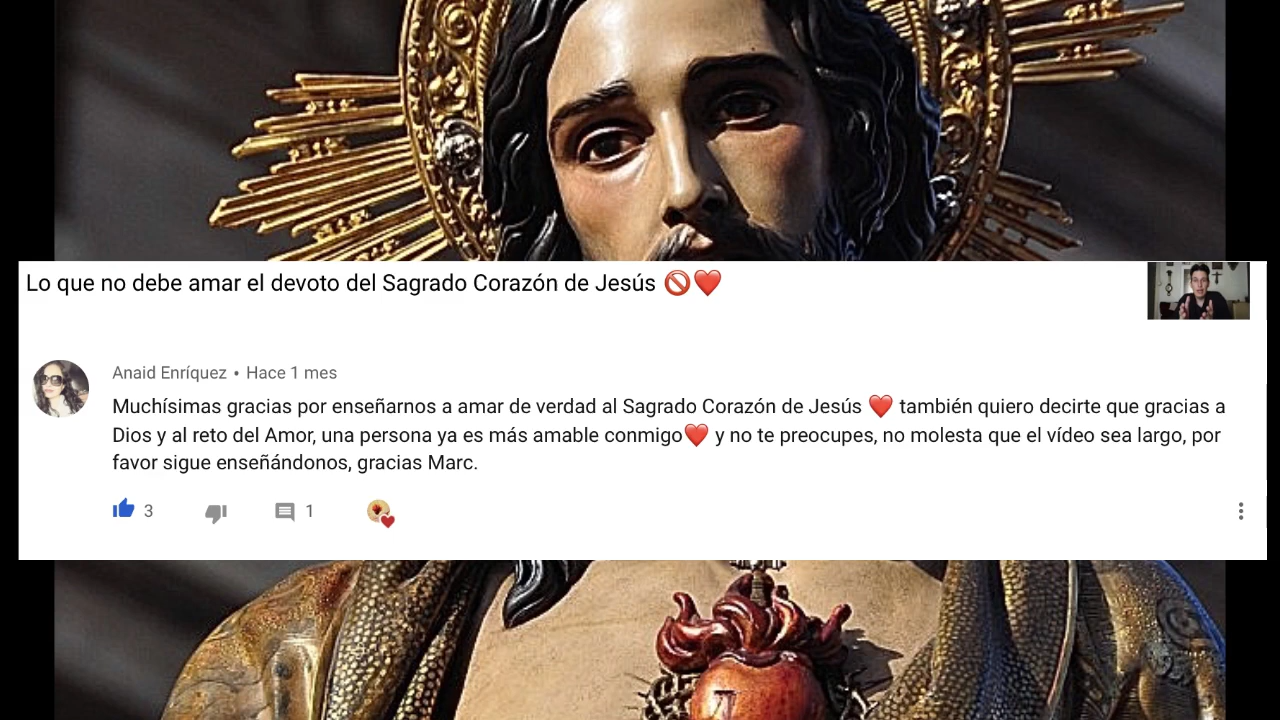 Lo que no debe amar el devoto del Sagrado Corazón de Jesús 🚫❤️
Anaid Enríquez • Hace 1 mes
Muchísimas gracias por enseñarnos a amar de verdad al Sagrado Corazón de Jesús ❤️ también quiero decirte que gracias a
Dios y al reto del Amor, una persona ya es más amable conmigo❤️ y no te preocupes, no molesta que el vídeo sea largo, por
favor sigue enseñándonos, gracias Marc.
3 1